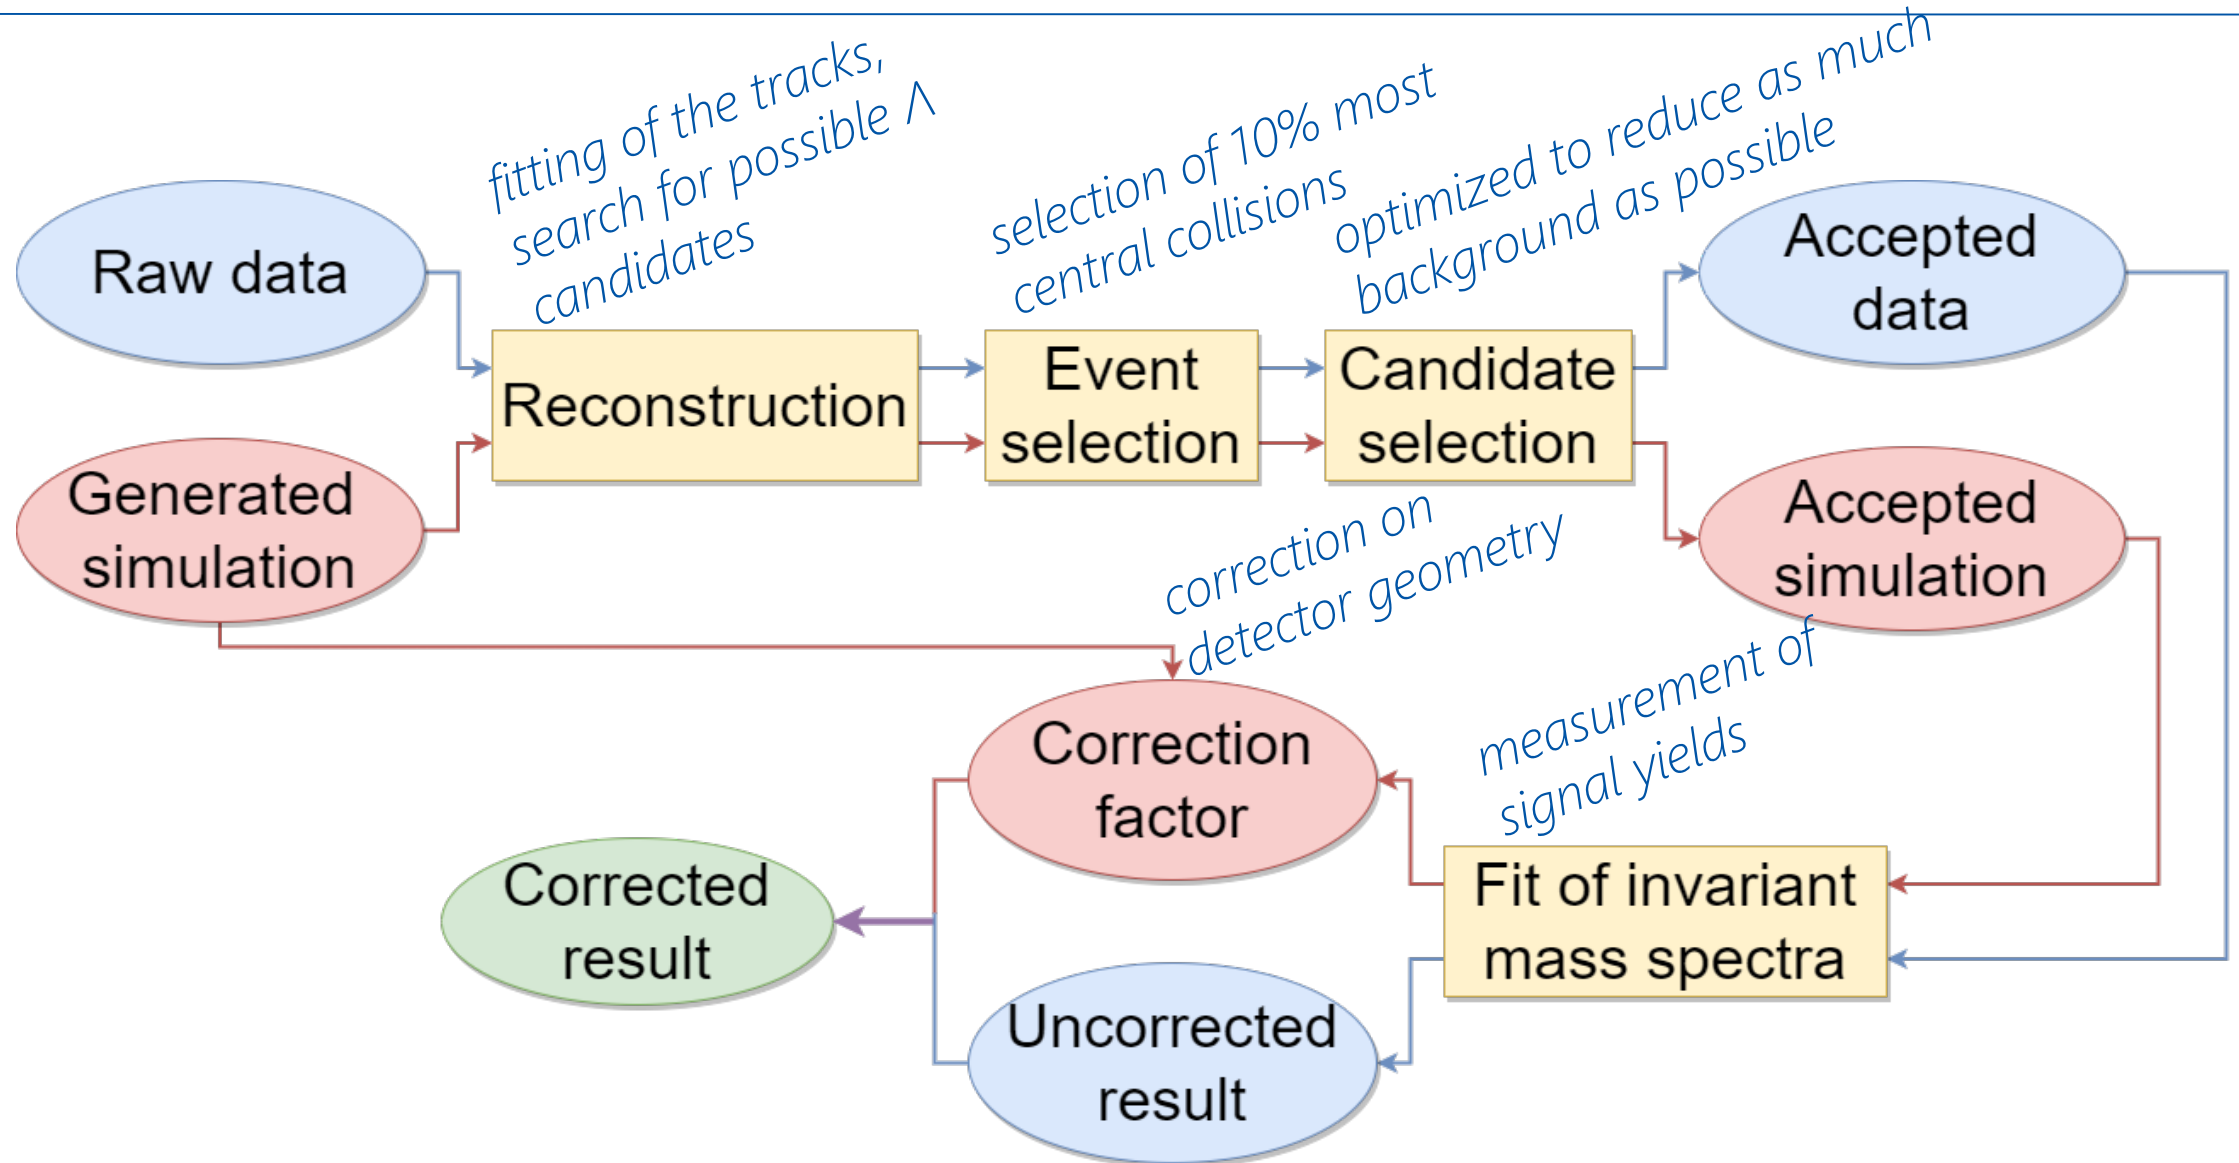 fitting of the tracks,
search for possible Λ
candidates
selection of 10% most
central collisions
optimized to reduce as much
background as possible
Raw data
Reconstruction
Event
selection
Candidate
selection
Accepted
data
Generated
simulation
Accepted
simulation
correction on
detector geometry
Correction
factor
measurement of
signal yields
Fit of invariant
mass spectra
Corrected
result
Uncorrected
result